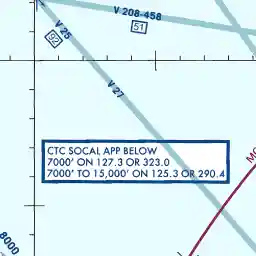 V 208-458
51
V 25
92
V 27
CTC SOCAL APP BELOW
7000' ON 127.3 OR 323.0
7000' TO 15,000' ON 125.3 OR 290.4
8000